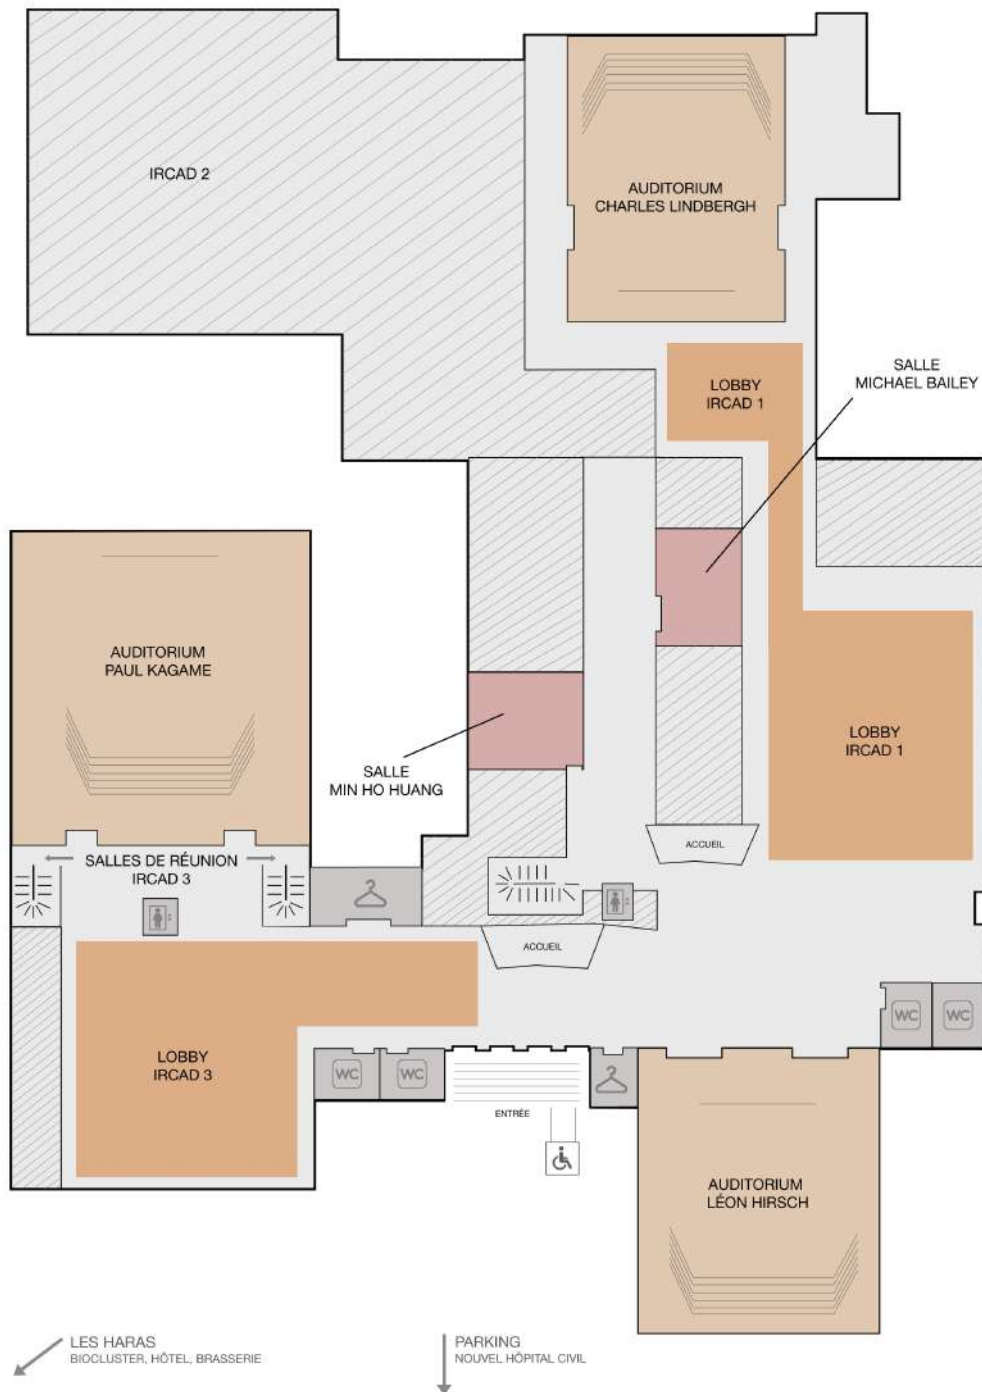 IRCAD 2
AUDITORIUM
CHARLES LINDBERGH
SALLE
MICHAEL BAILEY
LOBBY
IRCAD 1
AUDITORIUM
PAUL KAGAME
LOBBY
IRCAD 1
SALLE
MIN HO HUANG
ACCUEIL
SALLES DE RÉUNION
IRCAD 3
ACCUEIL
WC
WC
LOBBY
IRCAD 3
WC
WC
ENTRÉE
AUDITORIUM
LÉON HIRSCH
LES HARAS
BIOCLUSTER, HÔTEL, BRASSERIE
PARKING
NOUVEL HÔPITAL CIVIL